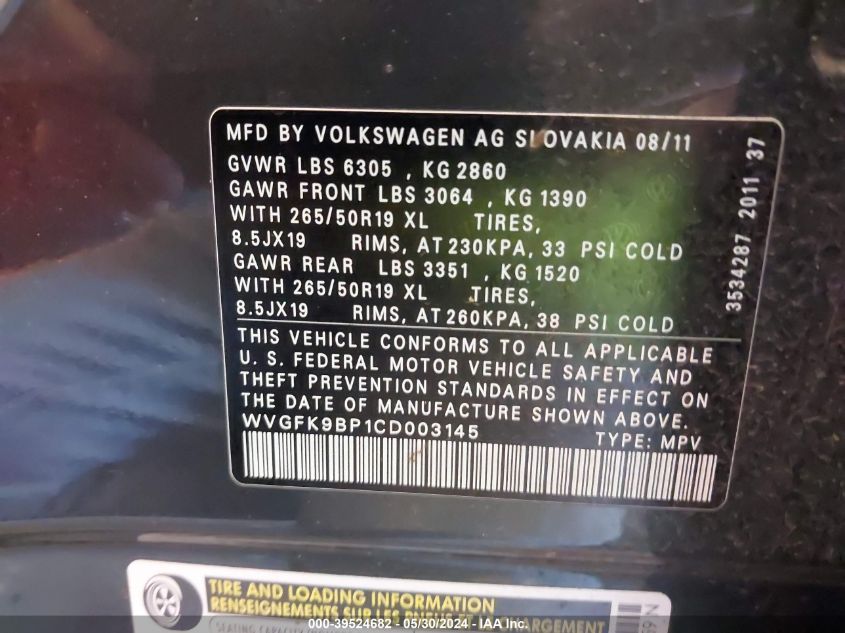 MFD BY VOLKSWAGEN AG SLOVAKIA 08/11
GVWR LBS 6305 , KG 2860
GAWR FRONT LBS 3064 , KG 1390
WITH 265/50R19 XL TIRES,
8.5JX19 RIMS, AT 230KPA, 33 PSI COLD
GAWR REAR LBS 3351 , KG 1520
WITH 265/50R19 XL TIRES,
8.5JX19 RIMS, AT 260KPA, 38 PSI COLD
THIS VEHICLE CONFORMS TO ALL APPLICABLE
U. S. FEDERAL MOTOR VEHICLE SAFETY AND
THEFT PREVENTION STANDARDS IN EFFECT ON
THE DATE OF MANUFACTURE SHOWN ABOVE.
WVGFK9BP1CD003145 TYPE: MPV
3534287 2011 37
TIRE AND LOADING INFORMATION
RENSEIGNEMENTS SUR LES PNEUS ET LE CHARGEMENT
SEATING CAPACITY
000-39524682 - 05/30/2024 - IAA Inc.